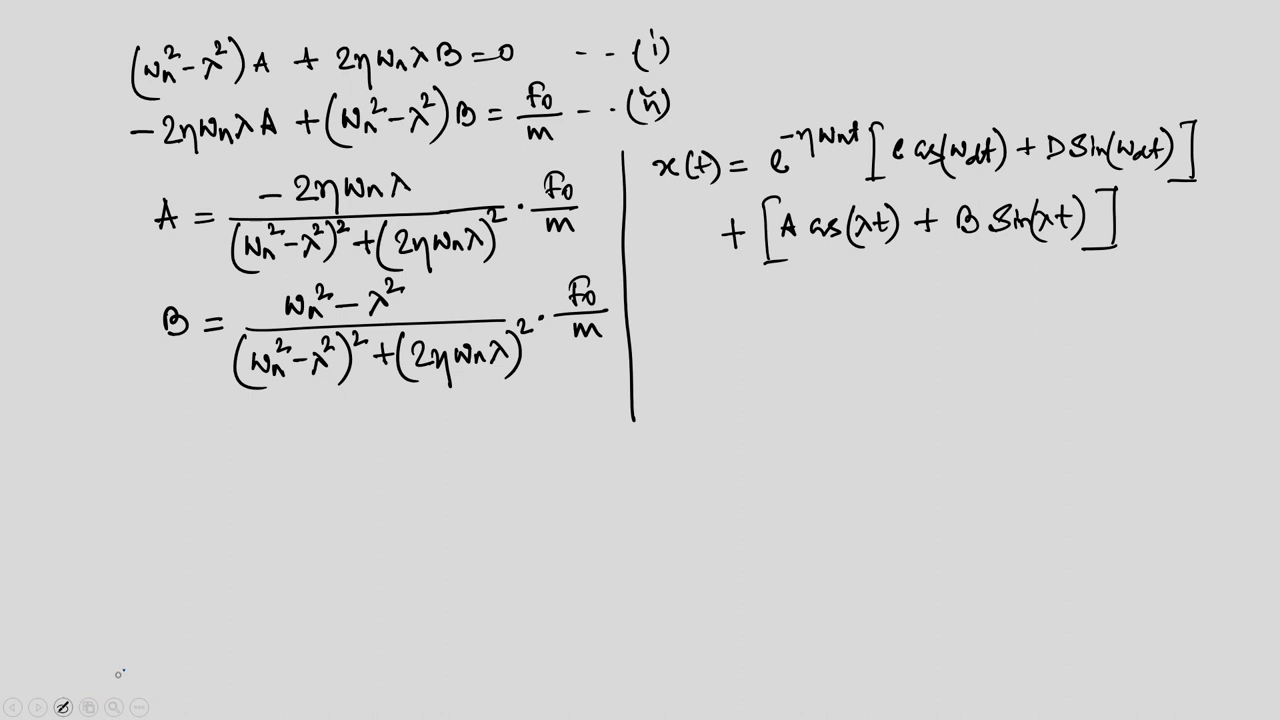 (ωn² − λ²) A + 2ηωnλ B = 0 - - (i)
− 2ηωnλ A + (ωn² − λ²) B = F0/m - - (ii)
A = − 2ηωnλ / ((ωn² − λ²)² + (2ηωnλ)²) · F0/m
B = ωn² − λ² / ((ωn² − λ²)² + (2ηωnλ)²) · F0/m
x(t) = e^(−ηωnt) [C cos(ωdt) + D Sin(ωdt)]
+ [A cos(λt) + B Sin(λt)]